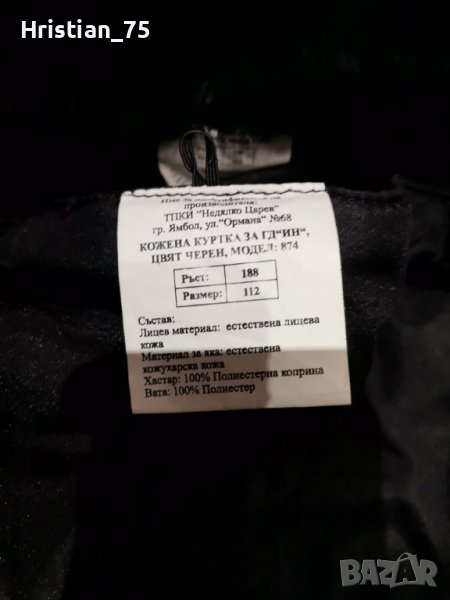 Hristian_75
производителя:
ТПКИ "Недялко Царев"
гр. Ямбол, ул."Ормана" №68
КОЖЕНА КУРТКА ЗА ГД"ИН",
ЦВЯТ ЧЕРЕН, МОДЕЛ: 874
Ръст: 188
Размер: 112
Състав:
Лицев материал: естествена лицева
кожа
Материал за яка: естествена
кожухарска кожа
Хастар: 100% Полиестерна коприна
Вата: 100% Полиестер
BAZAR